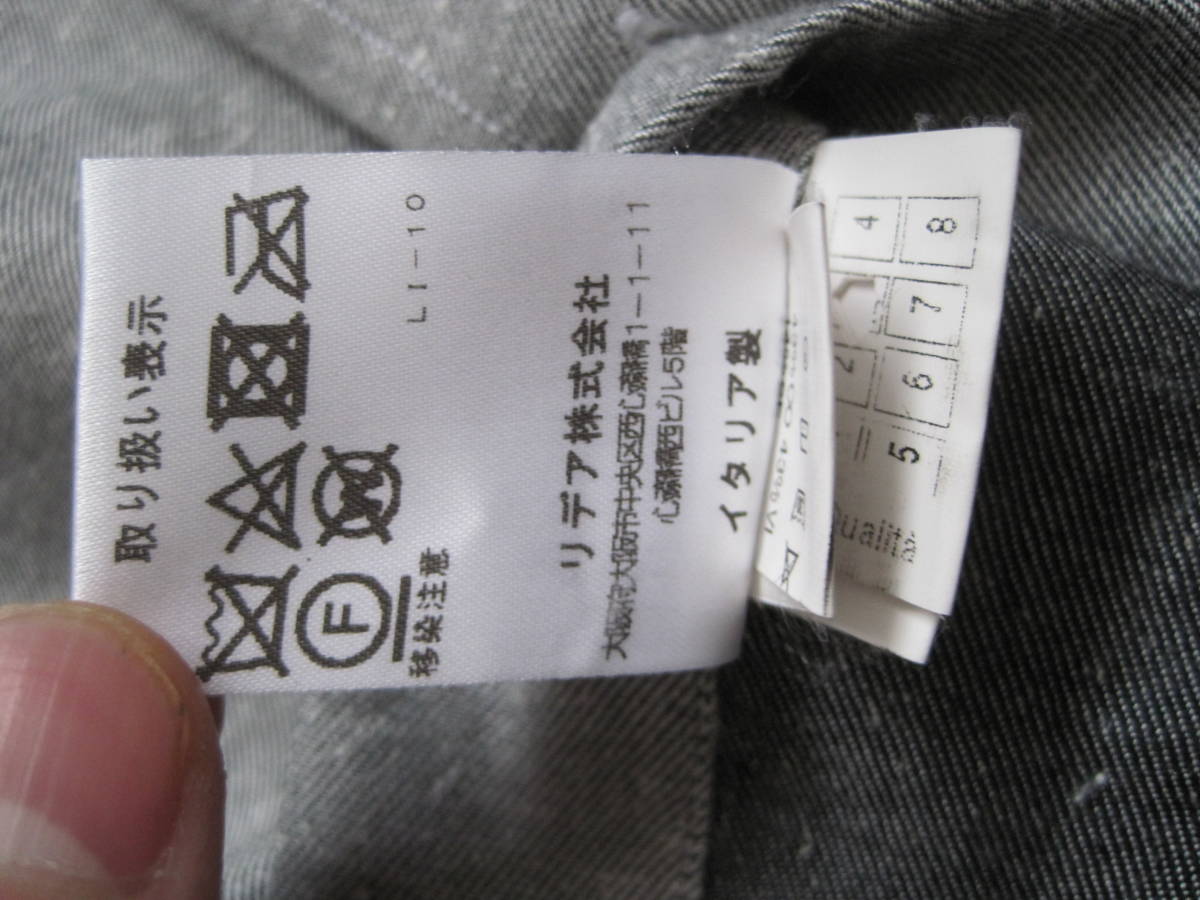 取り扱い表示
W
F
移染注意
LI-10
リデア株式会社
大阪府大阪市中央区西心斎橋1-1-11
心斎橋西ビル5階
イタリア製
4
8
7
2
6
5